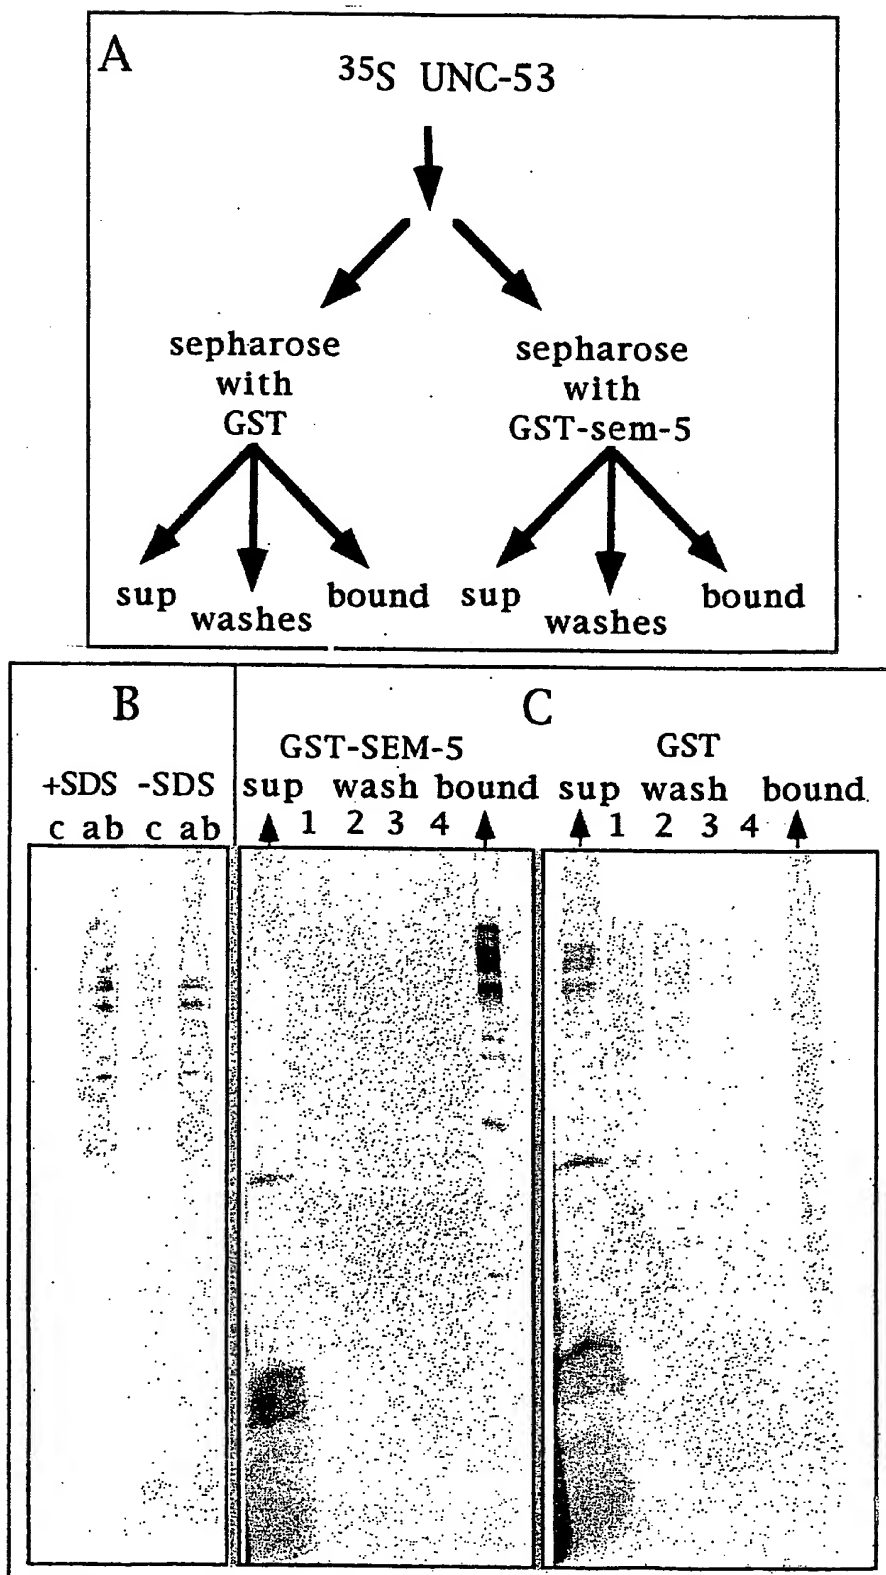 A
35S UNC-53
sepharose with GST
sepharose with GST-sem-5
sup washes bound
sup washes bound
B
+SDS -SDS
c ab c ab
C
GST-SEM-5
sup wash bound
1 2 3 4
GST
sup wash bound
1 2 3 4